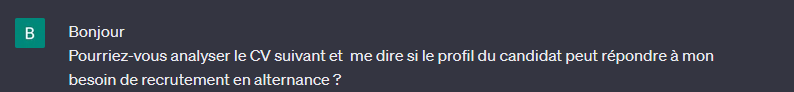 B
Bonjour
Pourriez-vous analyser le CV suivant et  me dire si le profil du candidat peut répondre à mon
besoin de recrutement en alternance ?